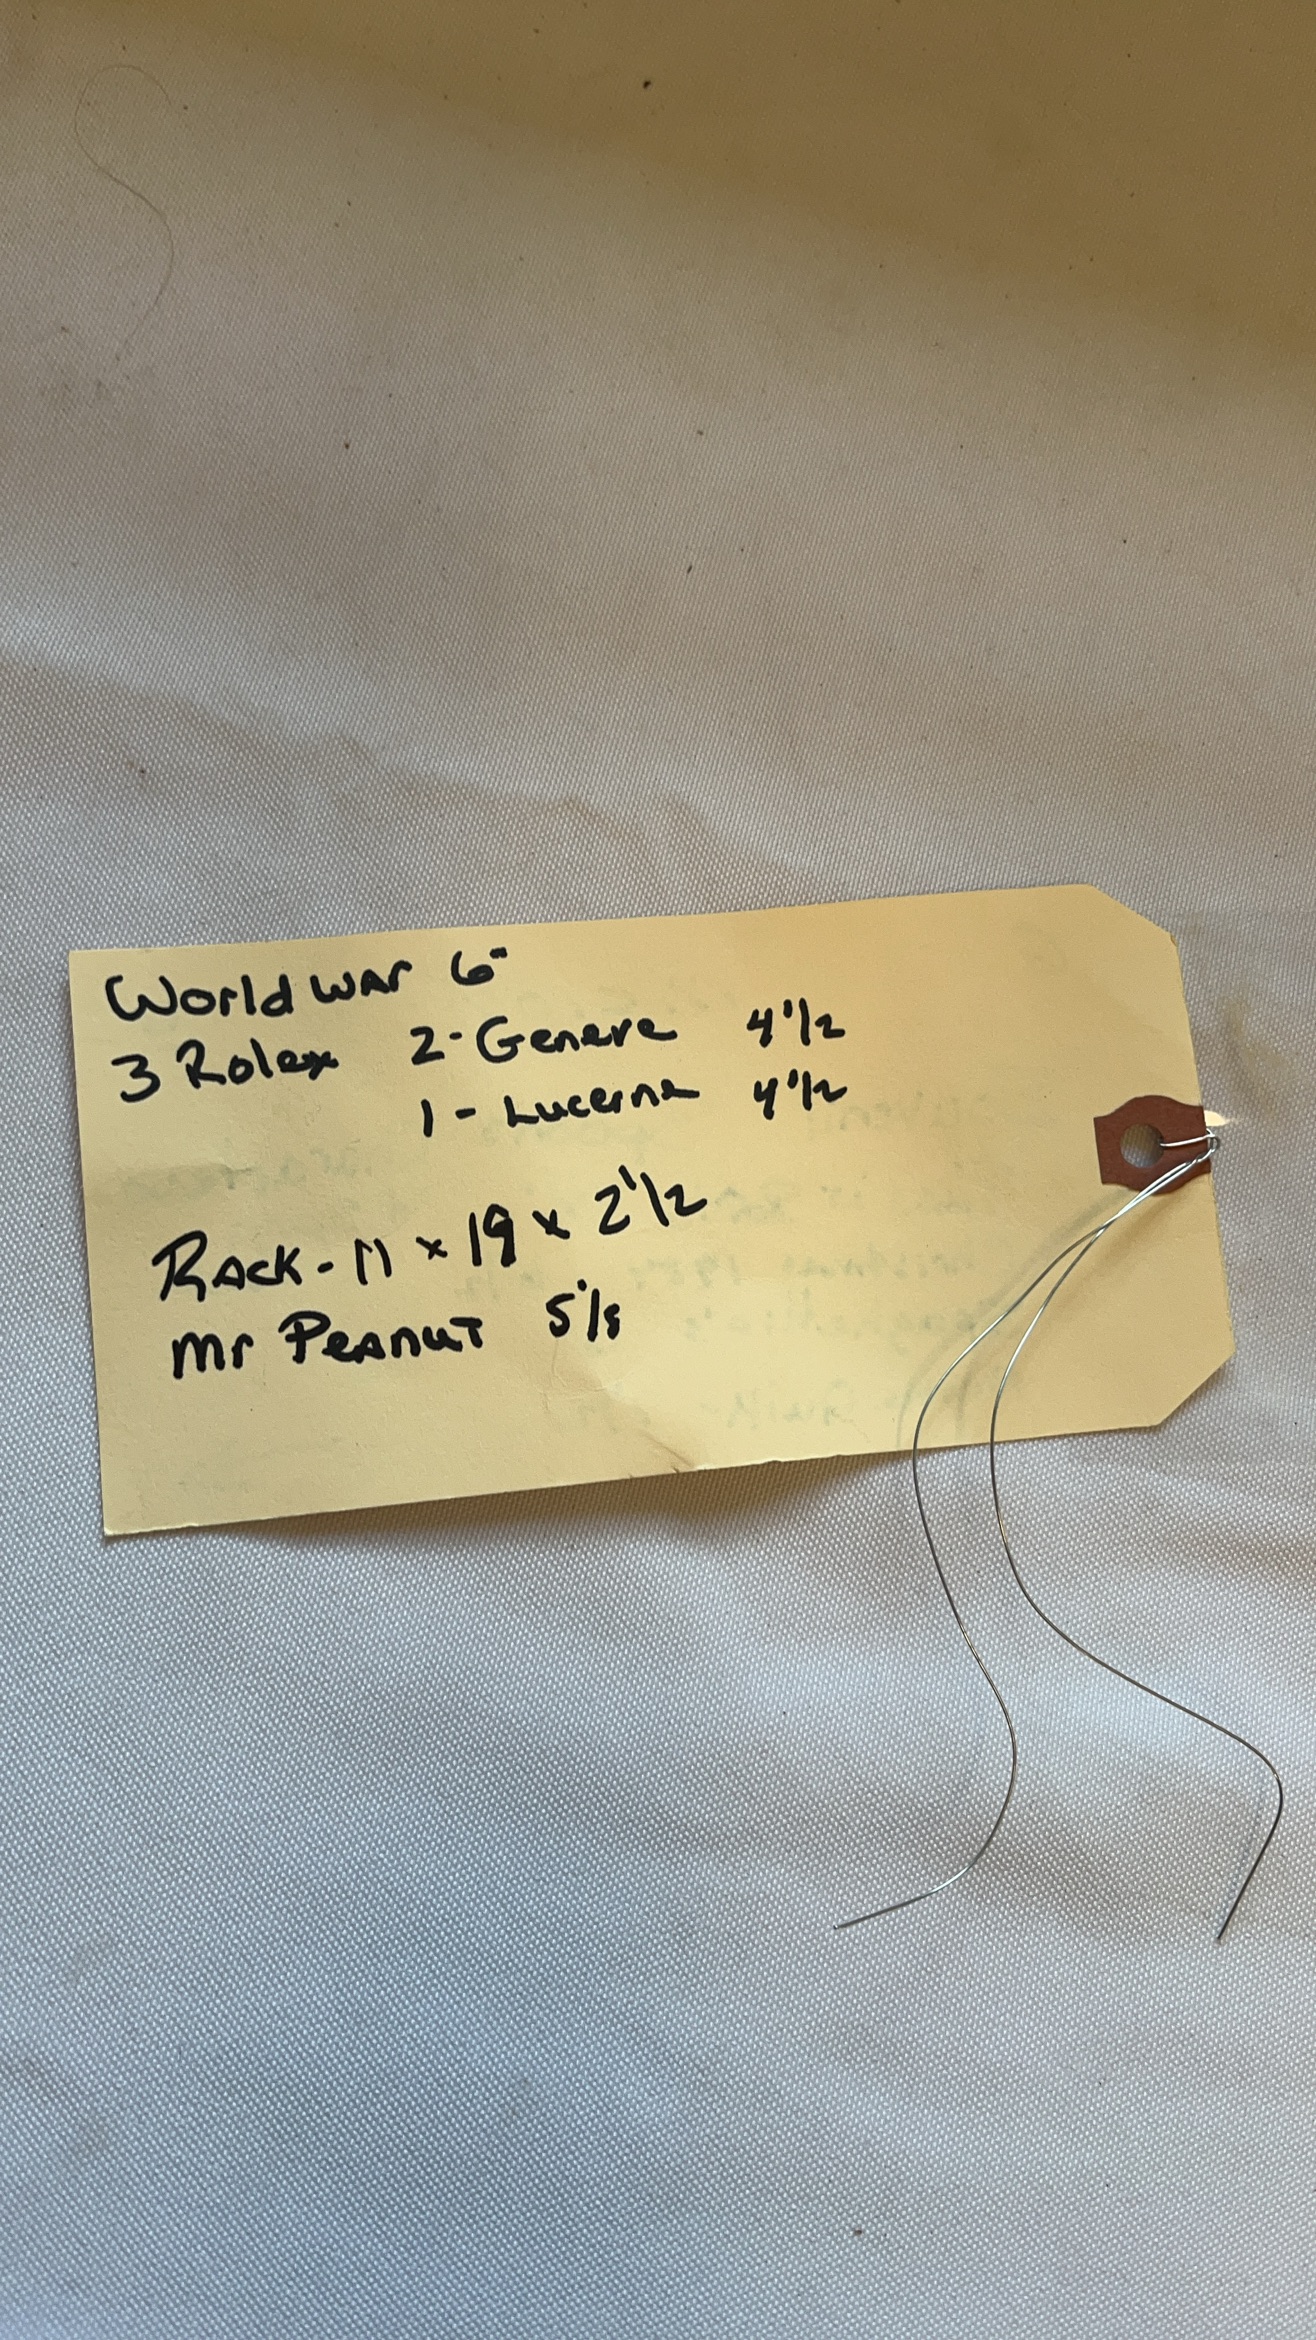 World war 6"
3 Rolex 2-Geneve 4 1/2
1 - Lucerne 4 1/2
Rack - 11 x 19 x 2 1/2
mr Peanut 5 1/8